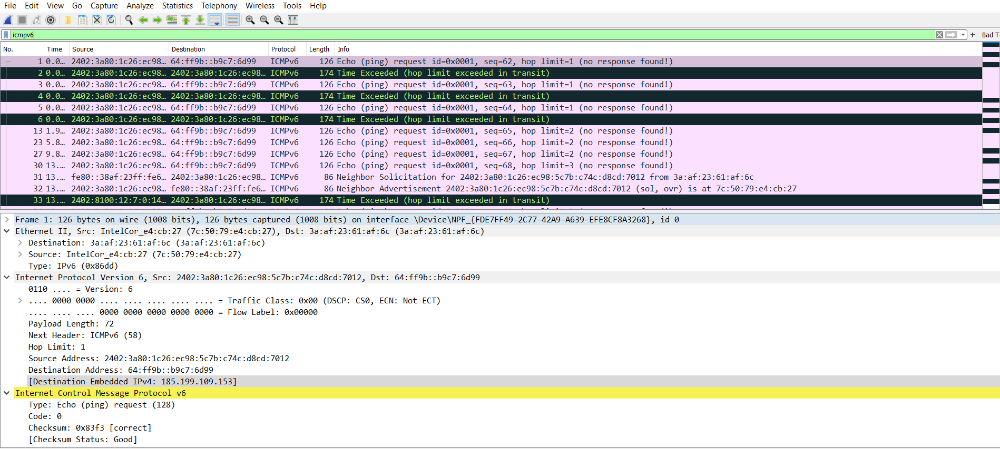 File Edit View Go Capture Analyze Statistics Telephony Wireless Tools Help
icmpv6
+ Bad T
No. Time Source Destination Protocol Length Info
1 0.0… 2402:3a80:1c26:ec98… 64:ff9b::b9c7:6d99 ICMPv6 126 Echo (ping) request id=0x0001, seq=62, hop limit=1 (no response found!)
2 0.0… 2402:3a80:1c26:ec98… 2402:3a80:1c26:ec98… ICMPv6 174 Time Exceeded (hop limit exceeded in transit)
3 0.0… 2402:3a80:1c26:ec98… 64:ff9b::b9c7:6d99 ICMPv6 126 Echo (ping) request id=0x0001, seq=63, hop limit=1 (no response found!)
4 0.0… 2402:3a80:1c26:ec98… 2402:3a80:1c26:ec98… ICMPv6 174 Time Exceeded (hop limit exceeded in transit)
5 0.0… 2402:3a80:1c26:ec98… 64:ff9b::b9c7:6d99 ICMPv6 126 Echo (ping) request id=0x0001, seq=64, hop limit=1 (no response found!)
6 0.0… 2402:3a80:1c26:ec98… 2402:3a80:1c26:ec98… ICMPv6 174 Time Exceeded (hop limit exceeded in transit)
13 1.9… 2402:3a80:1c26:ec98… 64:ff9b::b9c7:6d99 ICMPv6 126 Echo (ping) request id=0x0001, seq=65, hop limit=2 (no response found!)
23 5.8… 2402:3a80:1c26:ec98… 64:ff9b::b9c7:6d99 ICMPv6 126 Echo (ping) request id=0x0001, seq=66, hop limit=2 (no response found!)
27 9.8… 2402:3a80:1c26:ec98… 64:ff9b::b9c7:6d99 ICMPv6 126 Echo (ping) request id=0x0001, seq=67, hop limit=2 (no response found!)
30 13.… 2402:3a80:1c26:ec98… 64:ff9b::b9c7:6d99 ICMPv6 126 Echo (ping) request id=0x0001, seq=68, hop limit=3 (no response found!)
31 13.… fe80::38af:23ff:fe6… 2402:3a80:1c26:ec98… ICMPv6 86 Neighbor Solicitation for 2402:3a80:1c26:ec98:5c7b:c74c:d8cd:7012 from 3a:af:23:61:af:6c
32 13.… 2402:3a80:1c26:ec98… fe80::38af:23ff:fe6… ICMPv6 86 Neighbor Advertisement 2402:3a80:1c26:ec98:5c7b:c74c:d8cd:7012 (sol, ovr) is at 7c:50:79:e4:cb:27
33 13.… 2402:8100:12:7:0:14… 2402:3a80:1c26:ec98… ICMPv6 174 Time Exceeded (hop limit exceeded in transit)
Frame 1: 126 bytes on wire (1008 bits), 126 bytes captured (1008 bits) on interface \Device\NPF_{FDE7FF49-2C77-42A9-A639-EFE8CF8A3268}, id 0
Ethernet II, Src: IntelCor_e4:cb:27 (7c:50:79:e4:cb:27), Dst: 3a:af:23:61:af:6c (3a:af:23:61:af:6c)
Destination: 3a:af:23:61:af:6c (3a:af:23:61:af:6c)
Source: IntelCor_e4:cb:27 (7c:50:79:e4:cb:27)
Type: IPv6 (0x86dd)
Internet Protocol Version 6, Src: 2402:3a80:1c26:ec98:5c7b:c74c:d8cd:7012, Dst: 64:ff9b::b9c7:6d99
0110 .... = Version: 6
.... 0000 0000 .... .... .... .... .... = Traffic Class: 0x00 (DSCP: CS0, ECN: Not-ECT)
.... .... .... 0000 0000 0000 0000 0000 = Flow Label: 0x00000
Payload Length: 72
Next Header: ICMPv6 (58)
Hop Limit: 1
Source Address: 2402:3a80:1c26:ec98:5c7b:c74c:d8cd:7012
Destination Address: 64:ff9b::b9c7:6d99
[Destination Embedded IPv4: 185.199.109.153]
Internet Control Message Protocol v6
Type: Echo (ping) request (128)
Code: 0
Checksum: 0x83f3 [correct]
[Checksum Status: Good]